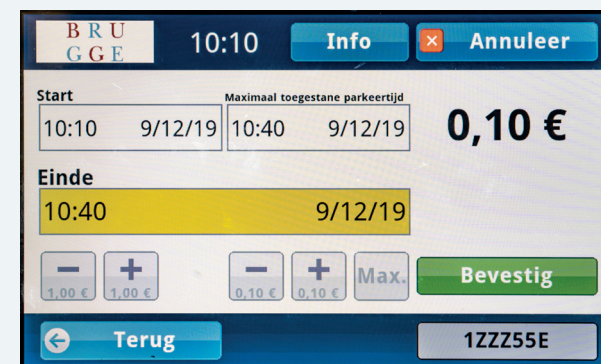 BRU
GGE
10:10
Info
Annuleer
Start
Maximaal toegestane parkeertijd
10:10 9/12/19
10:40 9/12/19
0,10 €
Einde
10:40 9/12/19
− 1,00 €
+ 1,00 €
− 0,10 €
+ 0,10 €
Max.
Bevestig
Terug
1ZZZ55E